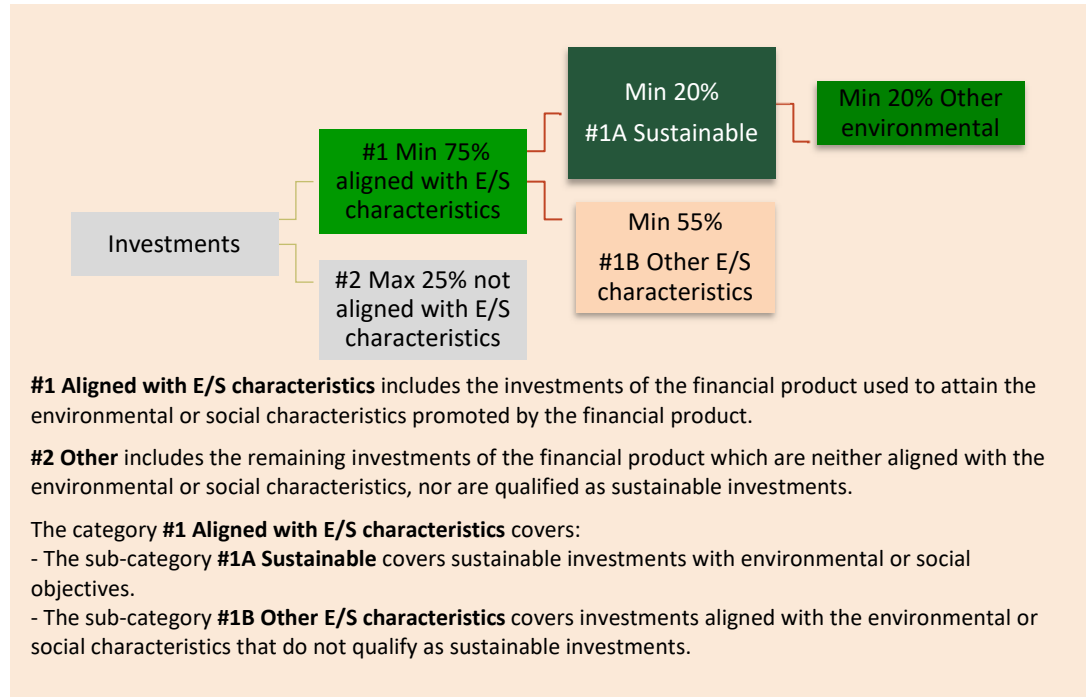 Investments
#1 Min 75%
aligned with E/S
characteristics
#2 Max 25% not
aligned with E/S
characteristics
Min 20%
#1A Sustainable
Min 55%
#1B Other E/S
characteristics
Min 20% Other
environmental
#1 Aligned with E/S characteristics includes the investments of the financial product used to attain the
environmental or social characteristics promoted by the financial product.
#2 Other includes the remaining investments of the financial product which are neither aligned with the
environmental or social characteristics, nor are qualified as sustainable investments.
The category #1 Aligned with E/S characteristics covers:
- The sub-category #1A Sustainable covers sustainable investments with environmental or social
objectives.
- The sub-category #1B Other E/S characteristics covers investments aligned with the environmental or
social characteristics that do not qualify as sustainable investments.